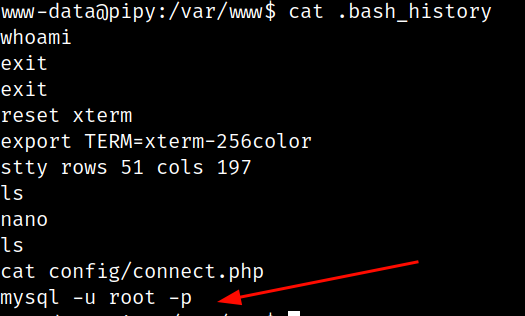 www-data@pipy:/var/www$ cat .bash_history
whoami
exit
exit
reset xterm
export TERM=xterm-256color
stty rows 51 cols 197
ls
nano
ls
cat config/connect.php
mysql -u root -p